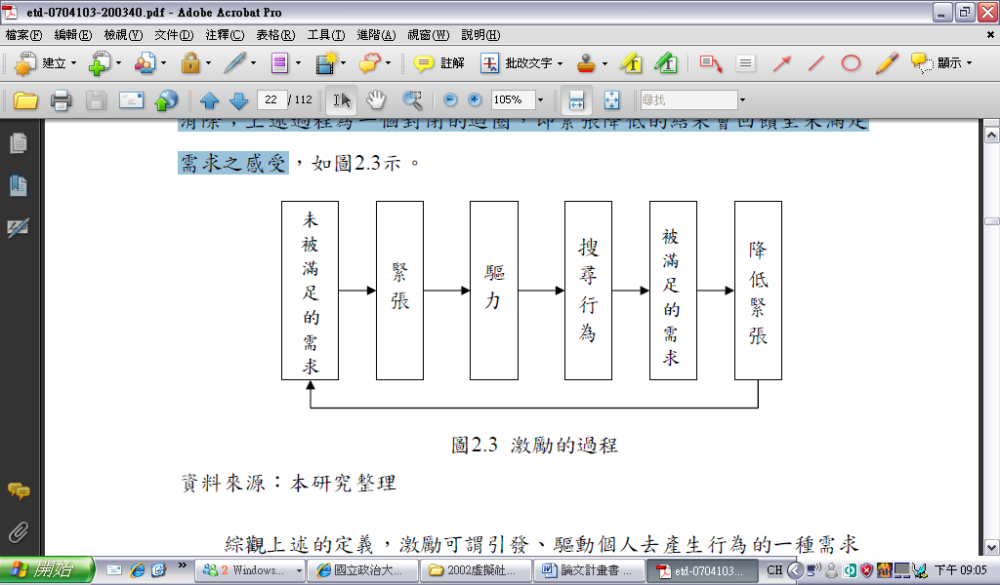 etd-0704103-200340.pdf - Adobe Acrobat Pro
檔案(F) 編輯(E) 檢視(V) 文件(D) 注釋(C) 表格(R) 工具(T) 進階(A) 視窗(W) 說明(H)
建立 註解 批改文字 顯示
22 / 112 105% 尋找
消除，上述過程為一個封閉的迴圈，即緊張降低的結果會回饋至未滿足
需求之感受，如圖2.3示。
未被滿足的需求
緊張
驅力
搜尋行為
被滿足的需求
降低緊張
圖2.3 激勵的過程
資料來源：本研究整理
綜觀上述的定義，激勵可謂引發、驅動個人去產生行為的一種需求
開始 2 Windows... 國立政治大... 2002虛擬社... 論文計畫書 ... etd-0704103... CH 下午 09:05